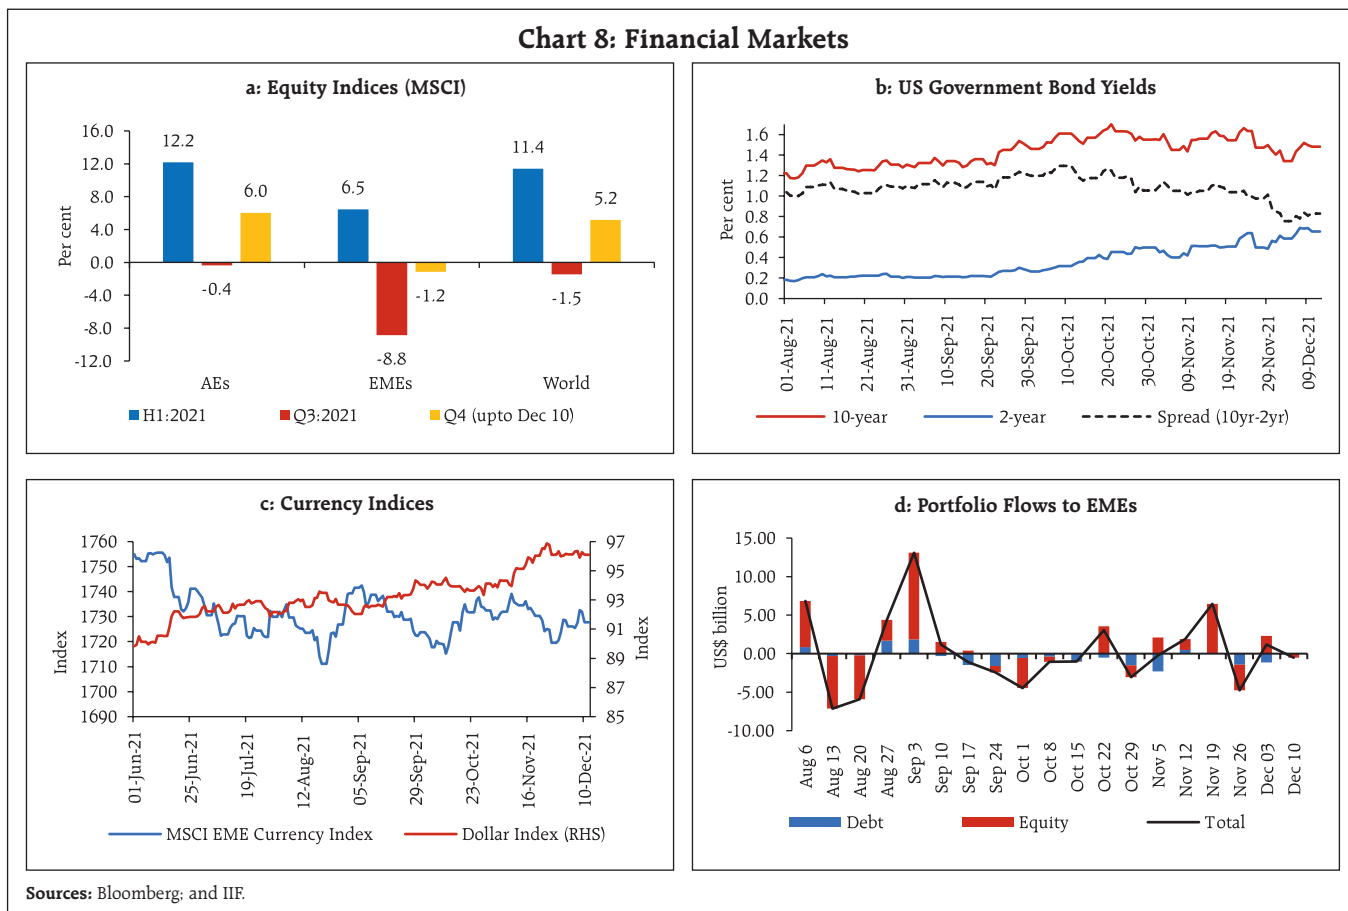 Chart 8: Financial Markets
a: Equity Indices (MSCI)
Per cent
16.0
12.0
8.0
4.0
0.0
-4.0
-8.0
-12.0
12.2
-0.4
6.0
6.5
-8.8
-1.2
11.4
-1.5
5.2
AEs EMEs World
H1:2021 Q3:2021 Q4 (upto Dec 10)
b: US Government Bond Yields
Per cent
1.6
1.4
1.2
1.0
0.8
0.6
0.4
0.2
0.0
01-Aug-21
11-Aug-21
21-Aug-21
31-Aug-21
10-Sep-21
20-Sep-21
30-Sep-21
10-Oct-21
20-Oct-21
30-Oct-21
09-Nov-21
19-Nov-21
29-Nov-21
09-Dec-21
10-year 2-year Spread (10yr-2yr)
c: Currency Indices
Index
1760
1750
1740
1730
1720
1710
1700
1690
97
95
93
91
89
87
85
Index
01-Jun-21
25-Jun-21
19-Jul-21
12-Aug-21
05-Sep-21
29-Sep-21
23-Oct-21
16-Nov-21
10-Dec-21
MSCI EME Currency Index Dollar Index (RHS)
d: Portfolio Flows to EMEs
US$ billion
15.00
10.00
5.00
0.00
-5.00
-10.00
Aug 6
Aug 13
Aug 20
Aug 27
Sep 3
Sep 10
Sep 17
Sep 24
Oct 1
Oct 8
Oct 15
Oct 22
Oct 29
Nov 5
Nov 12
Nov 19
Nov 26
Dec 03
Dec 10
Debt Equity Total
Sources: Bloomberg; and IIF.